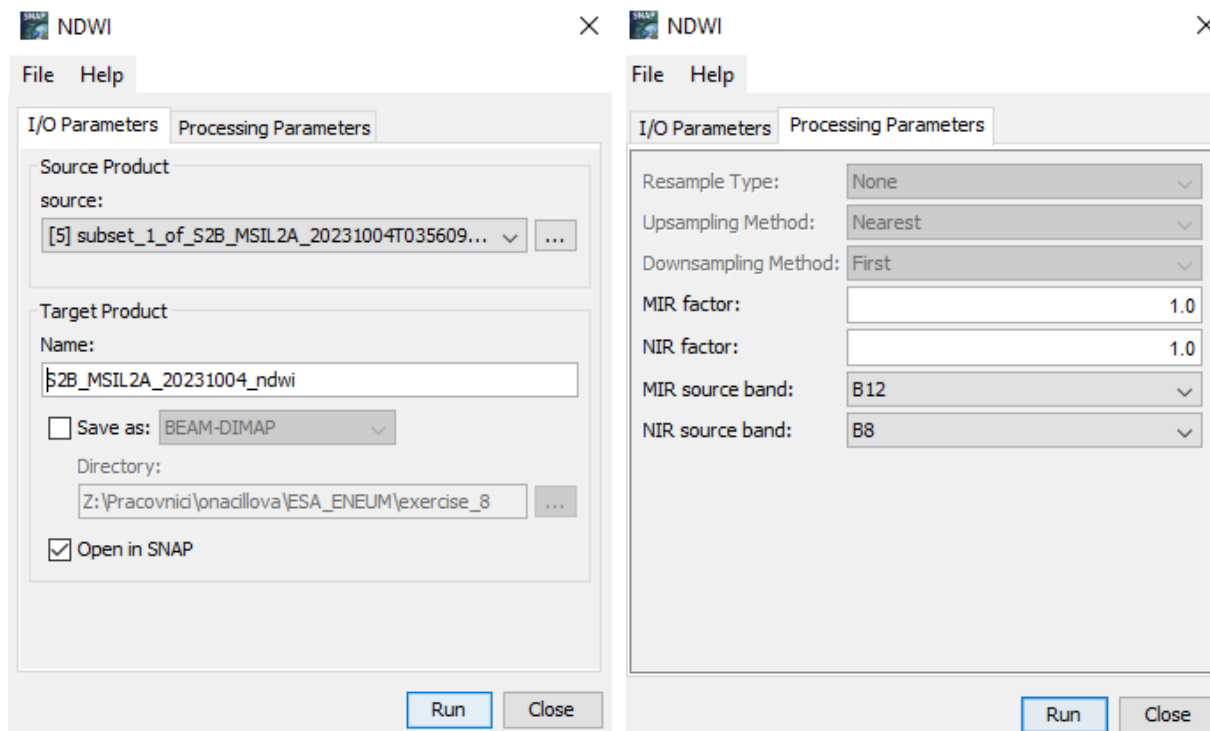 NDWI
File Help
I/O Parameters Processing Parameters
Source Product
source:
[5] subset_1_of_S2B_MSIL2A_20231004T035609... ...
Target Product
Name:
S2B_MSIL2A_20231004_ndwi
Save as: BEAM-DIMAP
Directory:
Z:\Pracovnici\onacillova\ESA_ENEUM\exercise_8 ...
Open in SNAP
Run Close
NDWI
File Help
I/O Parameters Processing Parameters
Resample Type: None
Upsampling Method: Nearest
Downsampling Method: First
MIR factor: 1.0
NIR factor: 1.0
MIR source band: B12
NIR source band: B8
Run Close